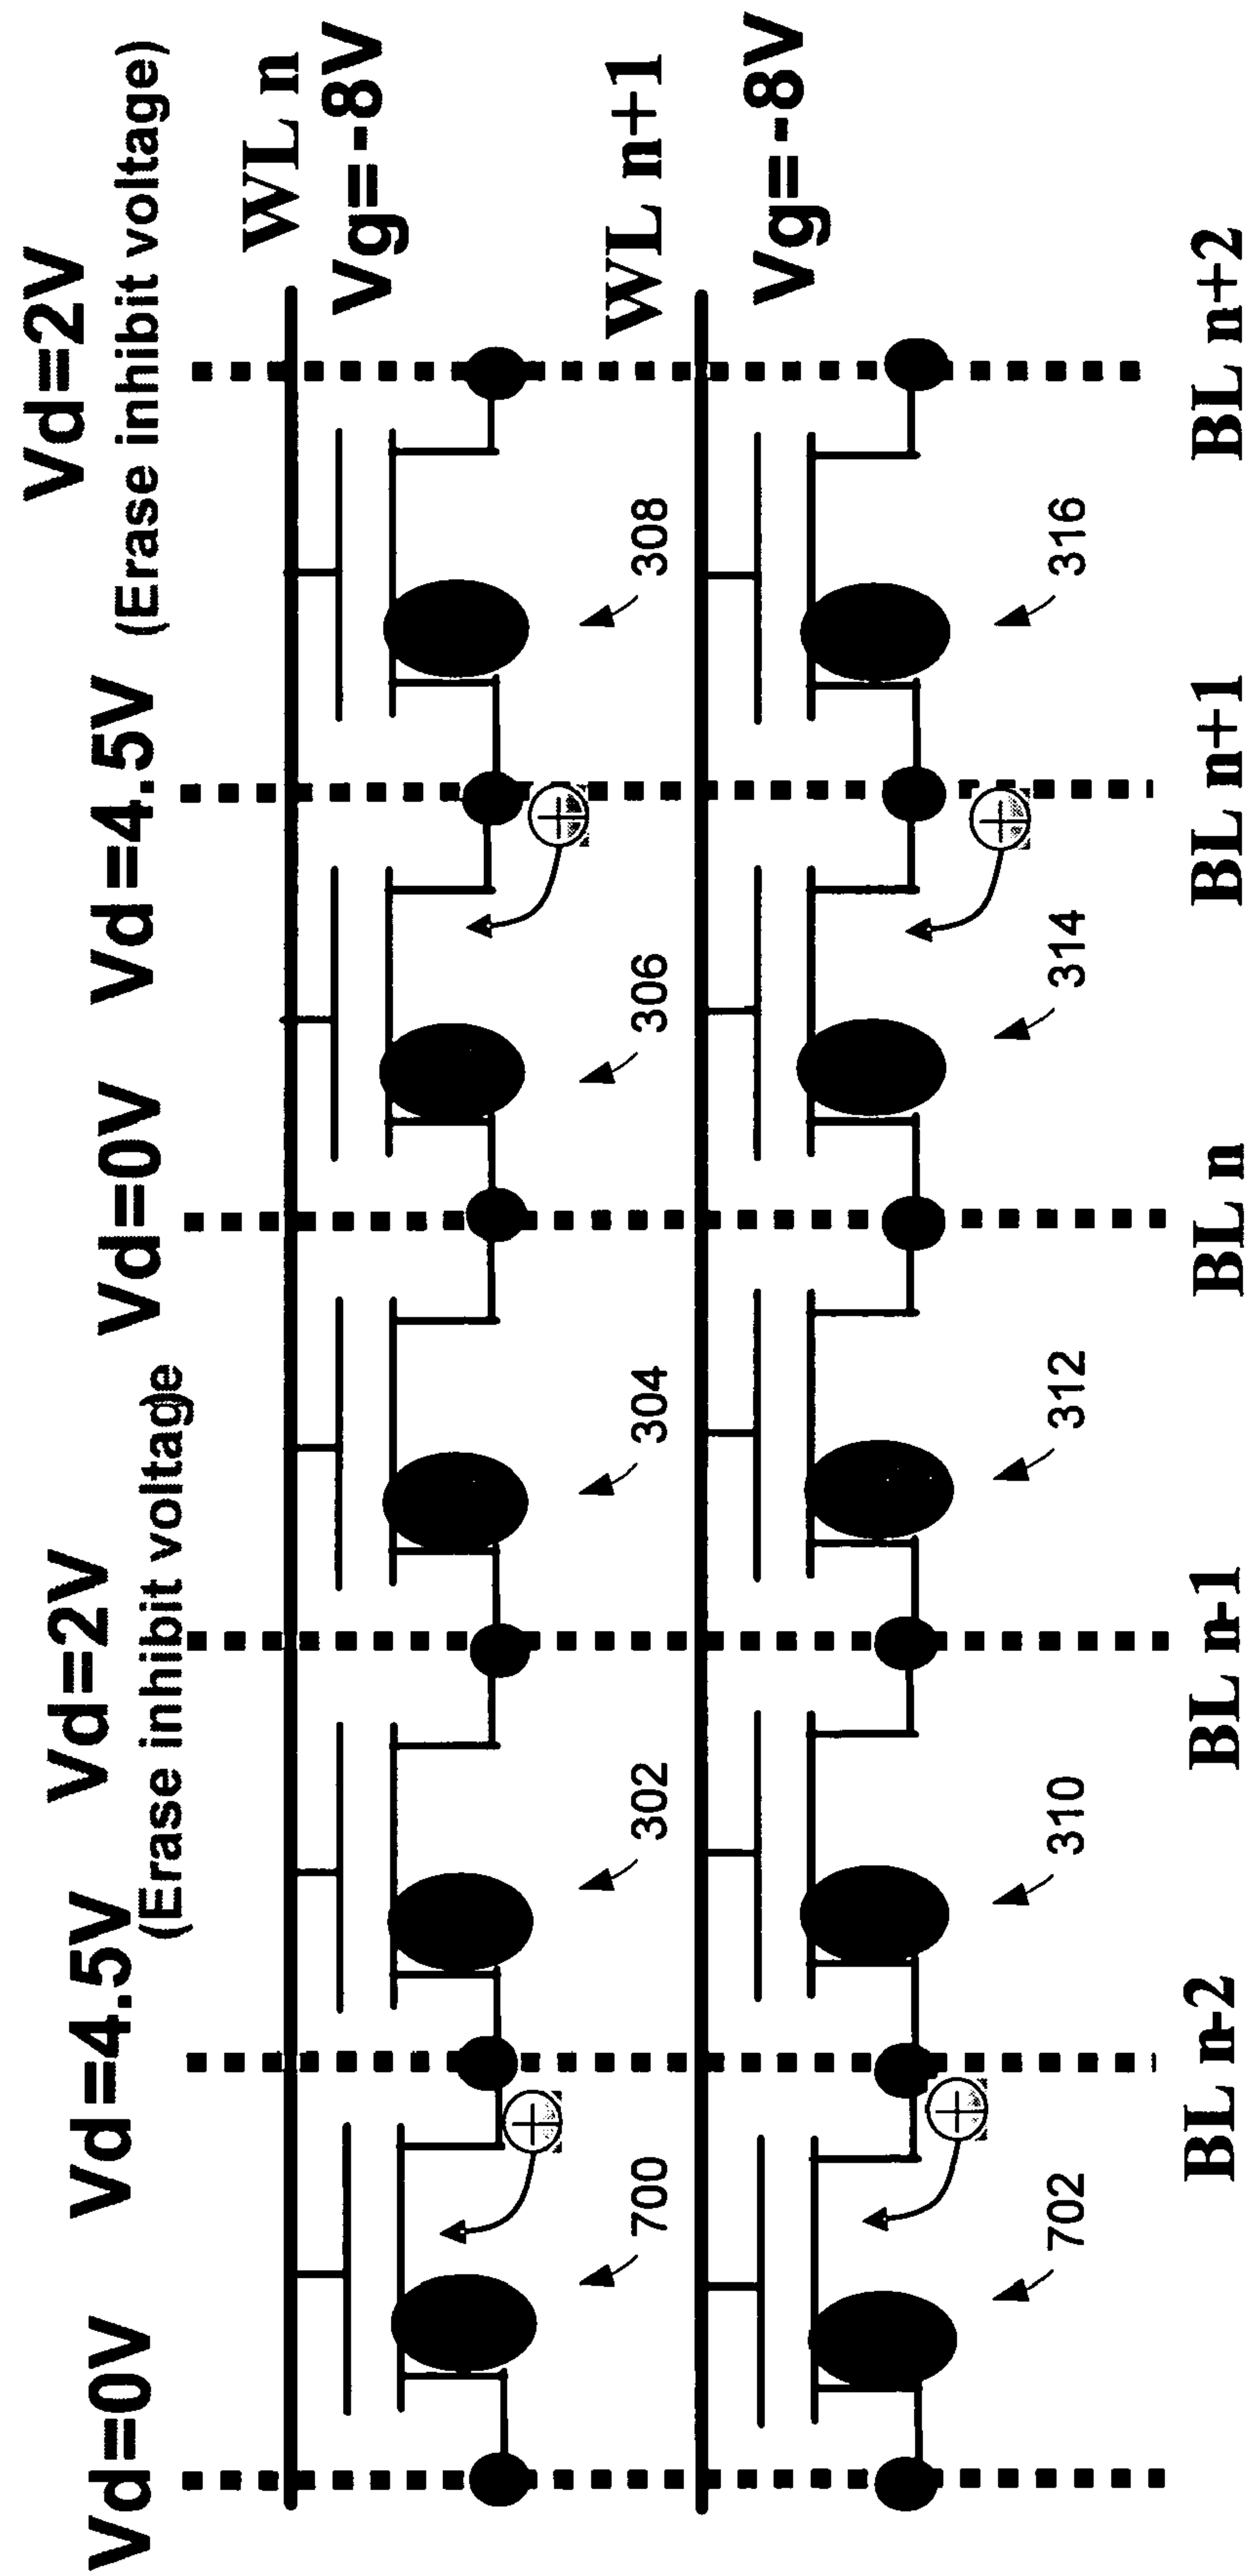 Vd=0V Vd=4.5V Vd=2V Vd=0V Vd=4.5V Vd=2V
(Erase inhibit voltage (Erase inhibit voltage)
WL n
Vg=-8V
700 302 304 306 308
WL n+1
Vg=-8V
702 310 312 314 316
BL n-2 BL n-1 BL n BL n+1 BL n+2